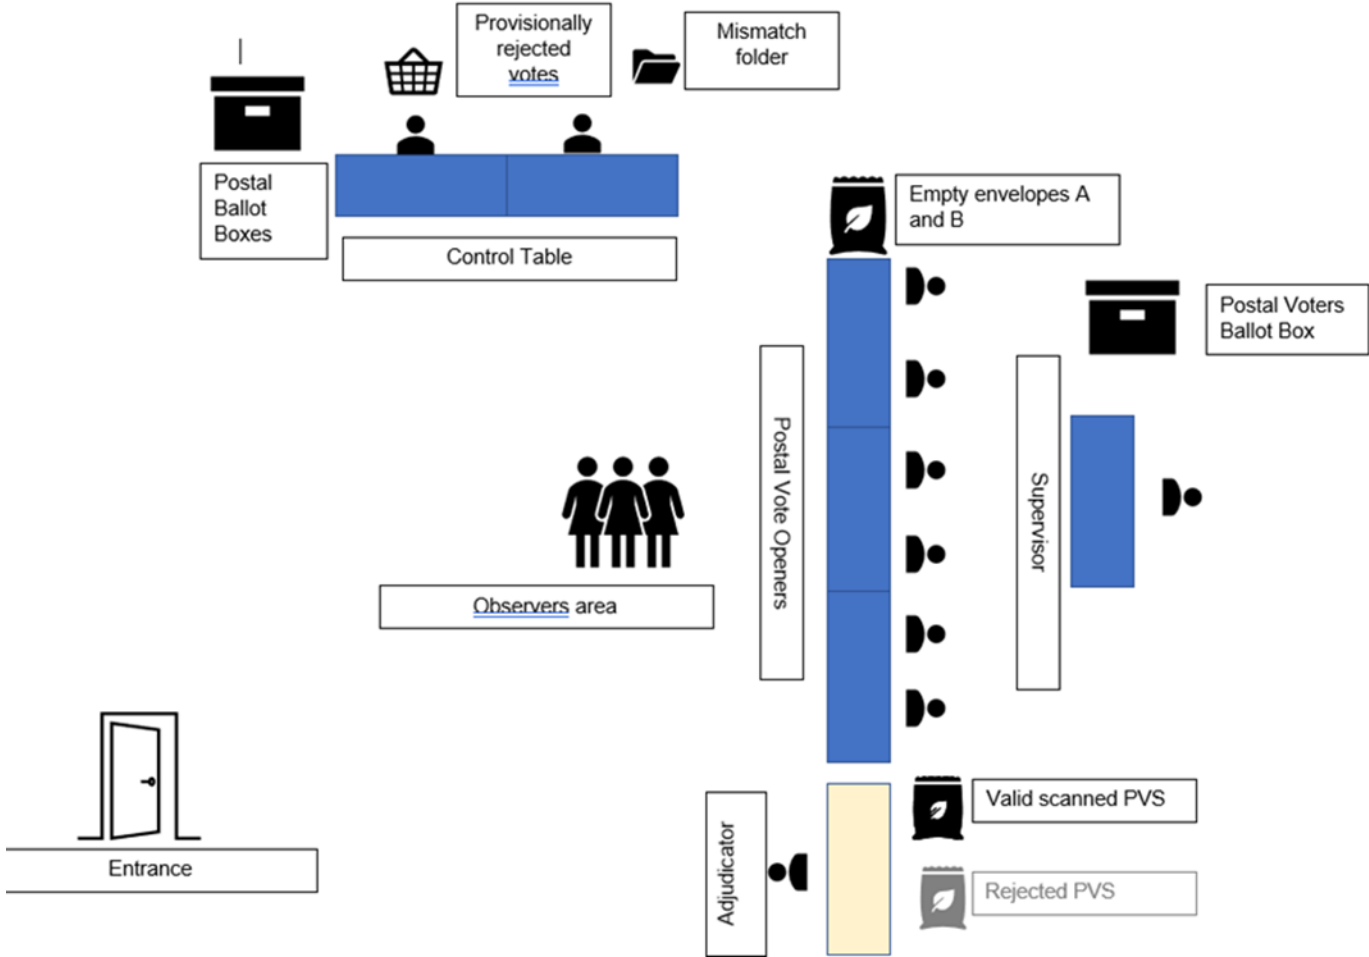 Provisionally
rejected
votes
Mismatch
folder
Postal
Ballot
Boxes
Control Table
Empty envelopes A
and B
Postal Voters
Ballot Box
Postal Vote Openers
Supervisor
Observers area
Entrance
Adjudicator
Valid scanned PVS
Rejected PVS